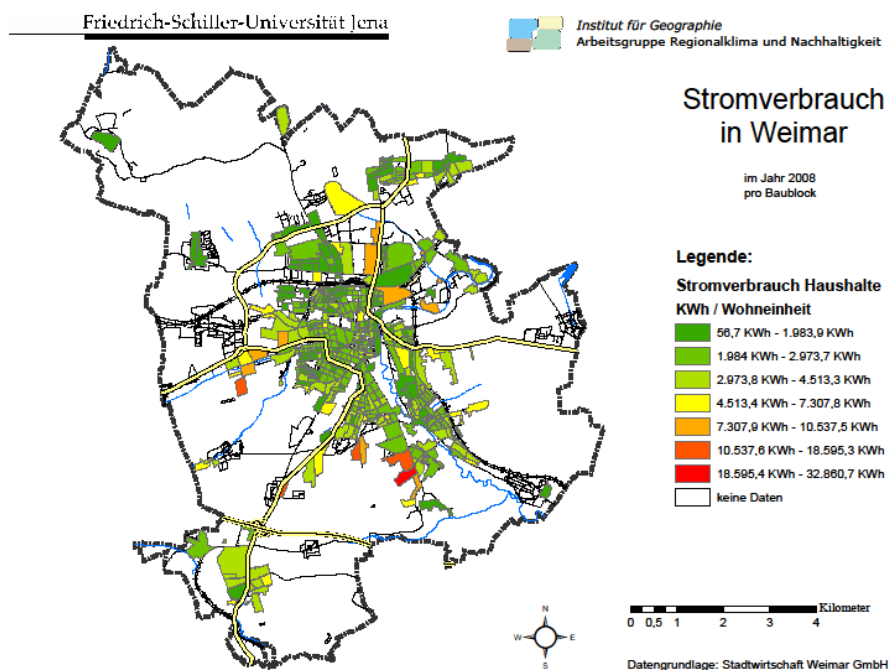 Friedrich-Schiller-Universität Jena
Institut für Geographie
Arbeitsgruppe Regionalklima und Nachhaltigkeit
Stromverbrauch
in Weimar
im Jahr 2008
pro Baublock
Legende:
Stromverbrauch Haushalte
KWh / Wohneinheit
56,7 KWh - 1.983,9 KWh
1.984 KWh - 2.973,7 KWh
2.973,8 KWh - 4.513,3 KWh
4.513,4 KWh - 7.307,8 KWh
7.307,9 KWh - 10.537,5 KWh
10.537,6 KWh - 18.595,3 KWh
18.595,4 KWh - 32.860,7 KWh
keine Daten
N
W E
S
Kilometer
0 0,5 1 2 3 4
Datengrundlage: Stadtwirtschaft Weimar GmbH